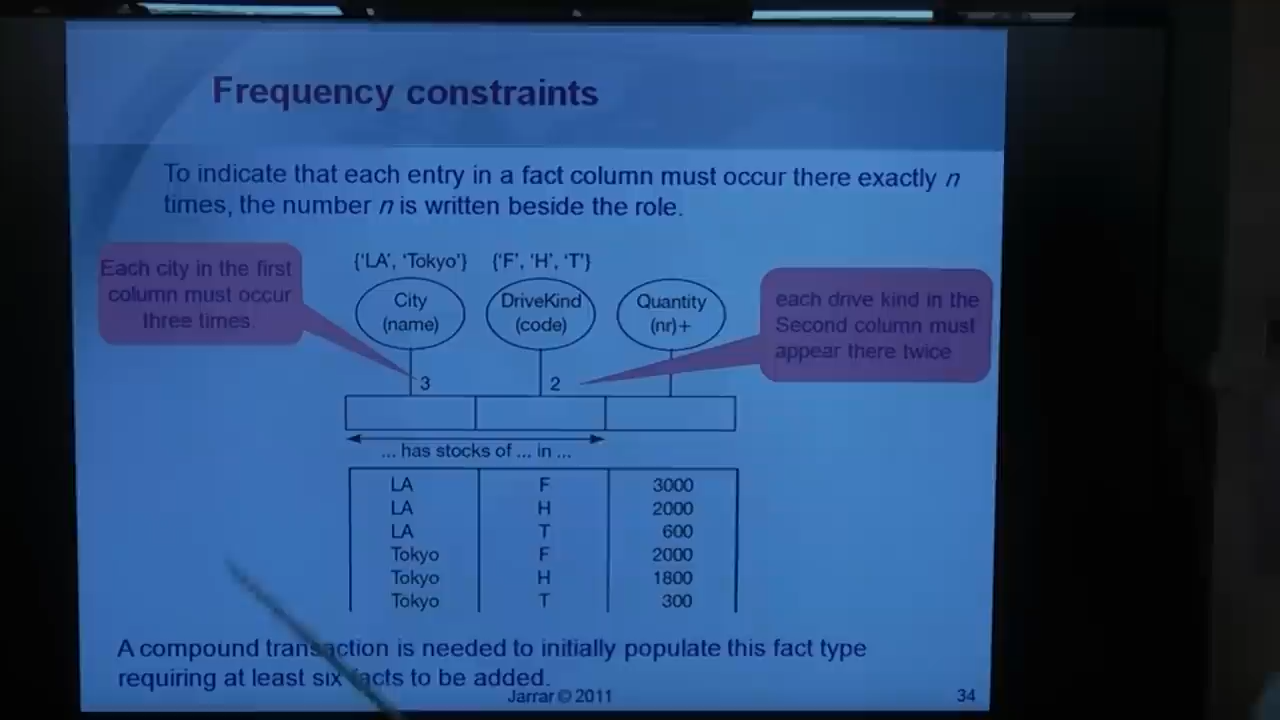 Frequency constraints
To indicate that each entry in a fact column must occur there exactly n
times, the number n is written beside the role.
Each city in the first
column must occur
three times.
{'LA', 'Tokyo'} {'F', 'H', 'T'}
City
(name)
DriveKind
(code)
Quantity
(nr)+
each drive kind in the
Second column must
appear there twice
3 2
... has stocks of ... in ...
LA F 3000
LA H 2000
LA T 600
Tokyo F 2000
Tokyo H 1800
Tokyo T 300
A compound transaction is needed to initially populate this fact type
requiring at least six facts to be added.
Jarrar © 2011
34